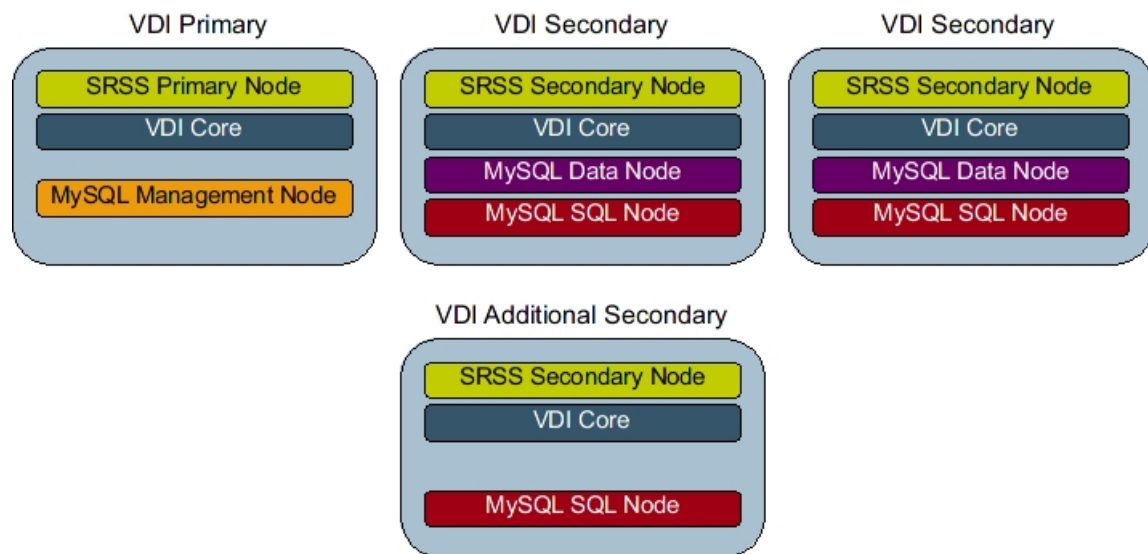 VDI Primary
SRSS Primary Node
VDI Core
MySQL Management Node
VDI Secondary
SRSS Secondary Node
VDI Core
MySQL Data Node
MySQL SQL Node
VDI Secondary
SRSS Secondary Node
VDI Core
MySQL Data Node
MySQL SQL Node
VDI Additional Secondary
SRSS Secondary Node
VDI Core
MySQL SQL Node